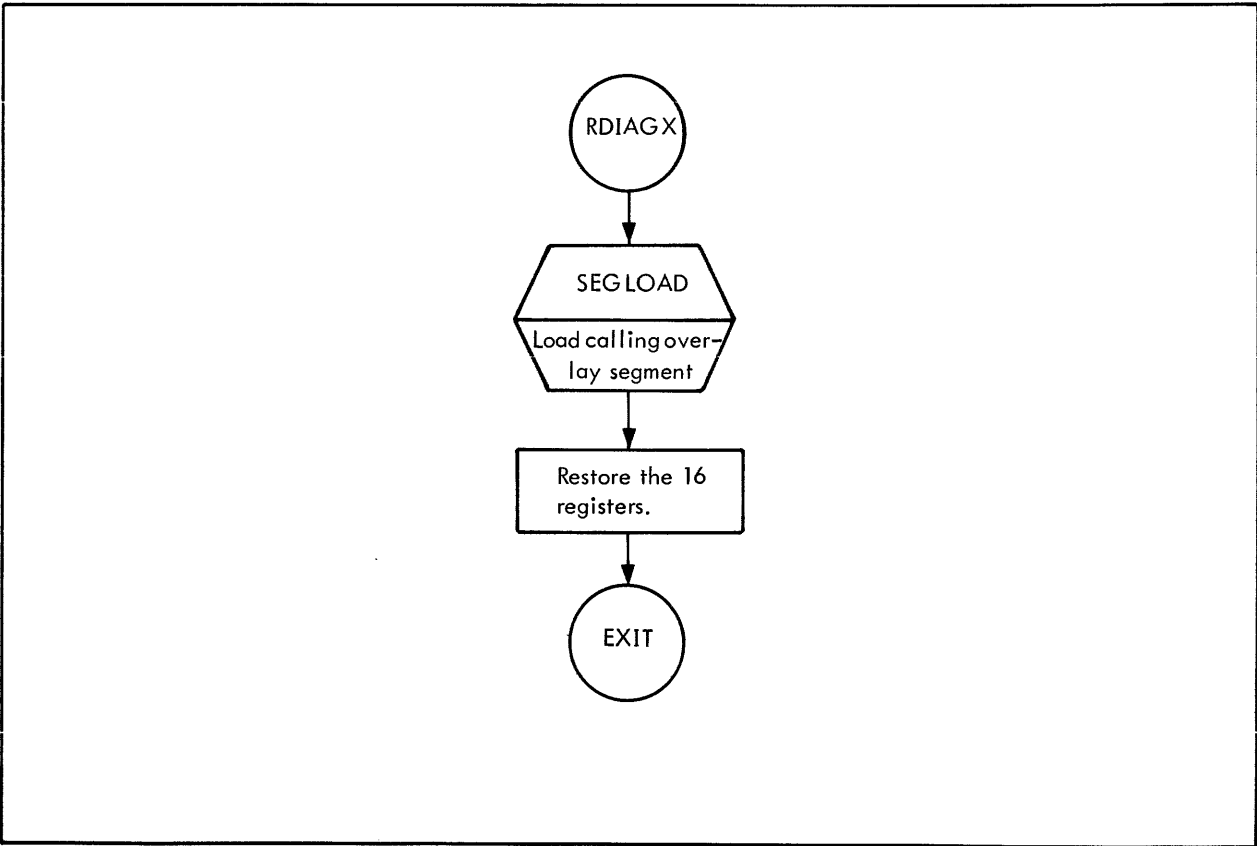 RDIAGX
SEGLOAD
Load calling over-
lay segment
Restore the 16
registers.
EXIT